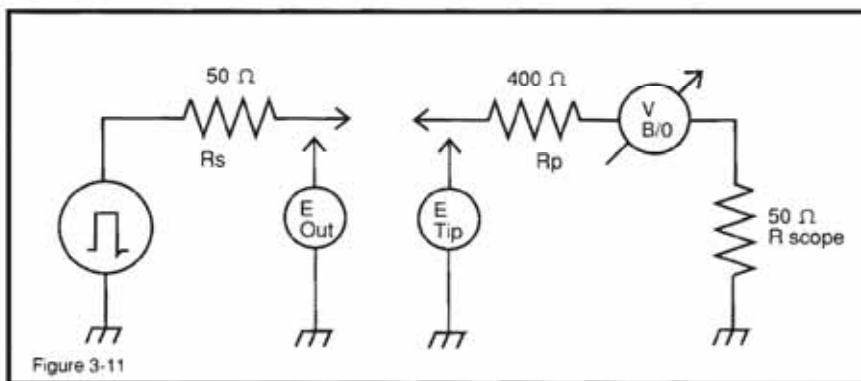 50 Ω
Rs
E
Out
E
Tip
400 Ω
Rp
V
B/0
50 Ω
R scope
Figure 3-11